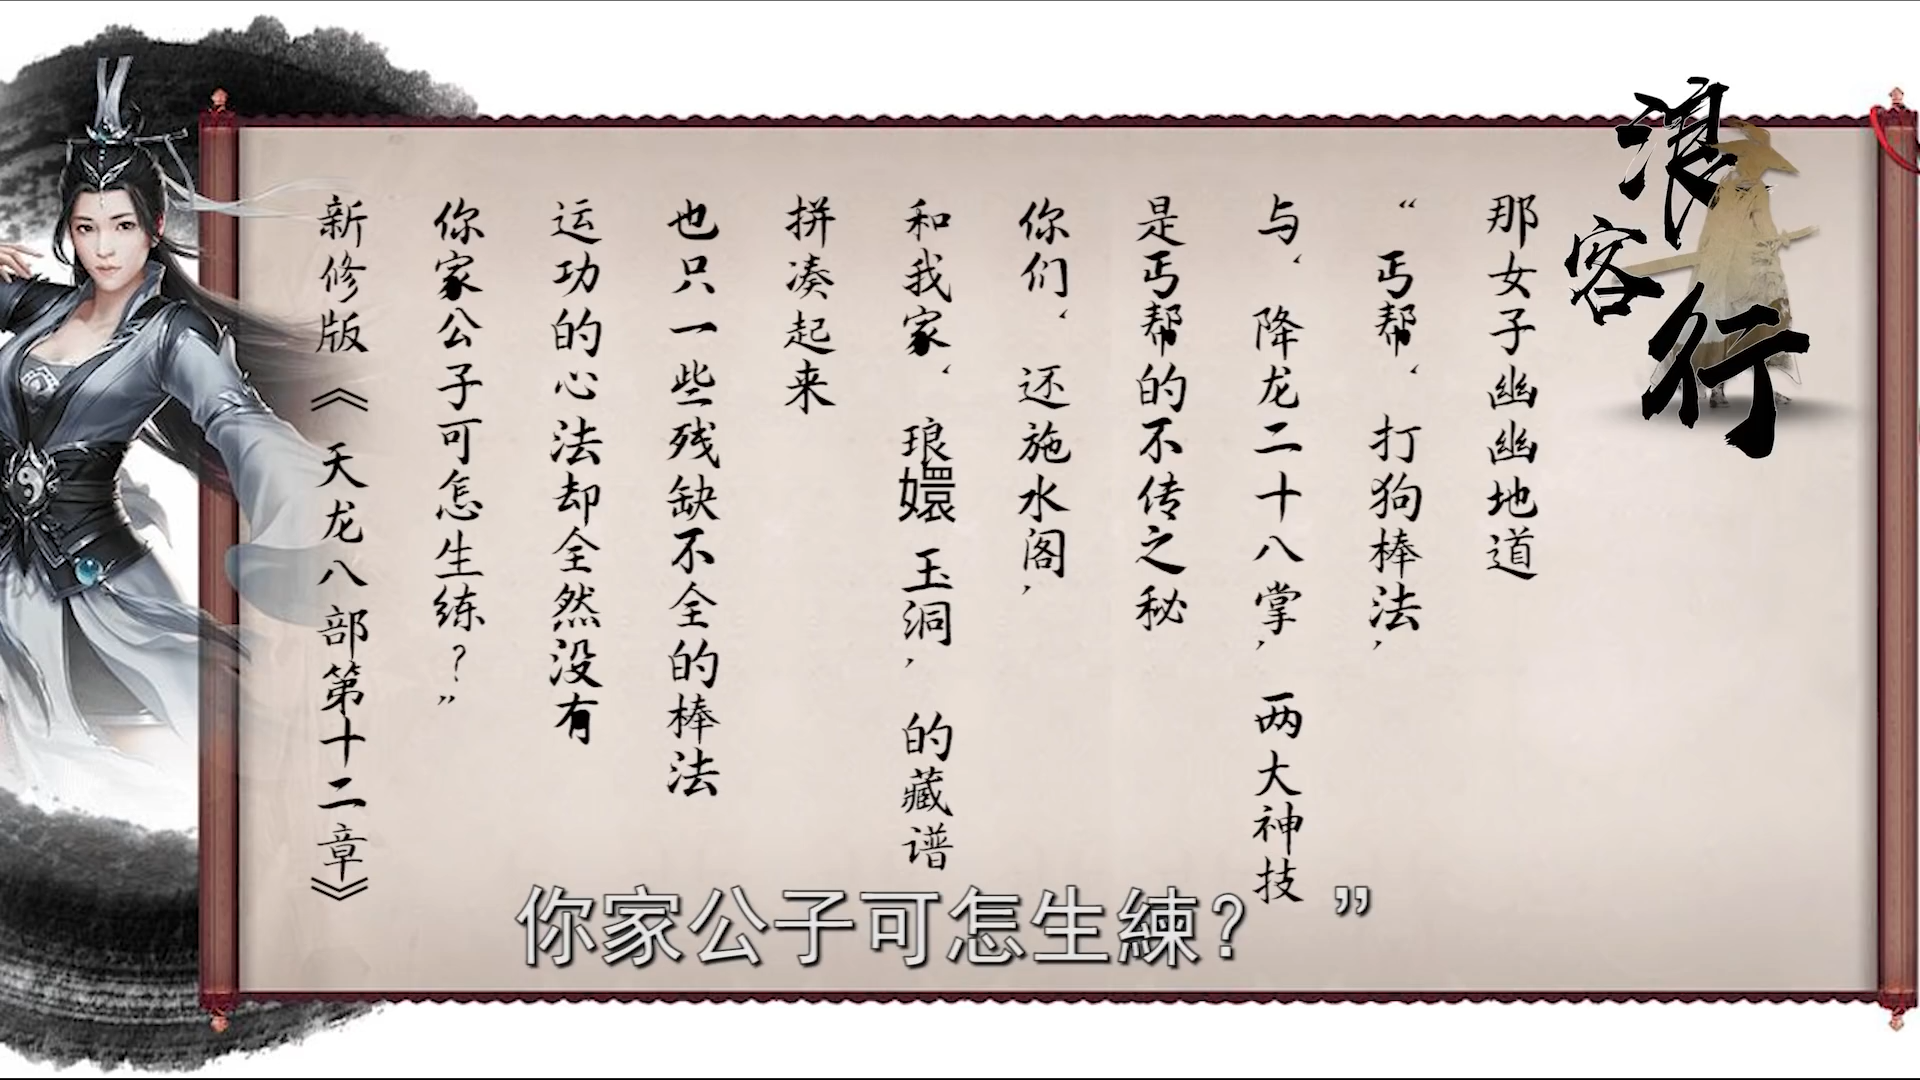 浪客行
那女子幽幽地道
“丐帮‘打狗棒法’
与‘降龙二十八掌’两大神技
是丐帮的不传之秘
你们‘还施水阁’
和我家‘琅嬛玉洞’的藏谱
拼凑起来
也只一些残缺不全的棒法
运功的心法却全然没有
你家公子可怎生练？”
新修版《天龙八部第十二章》
你家公子可怎生練？”